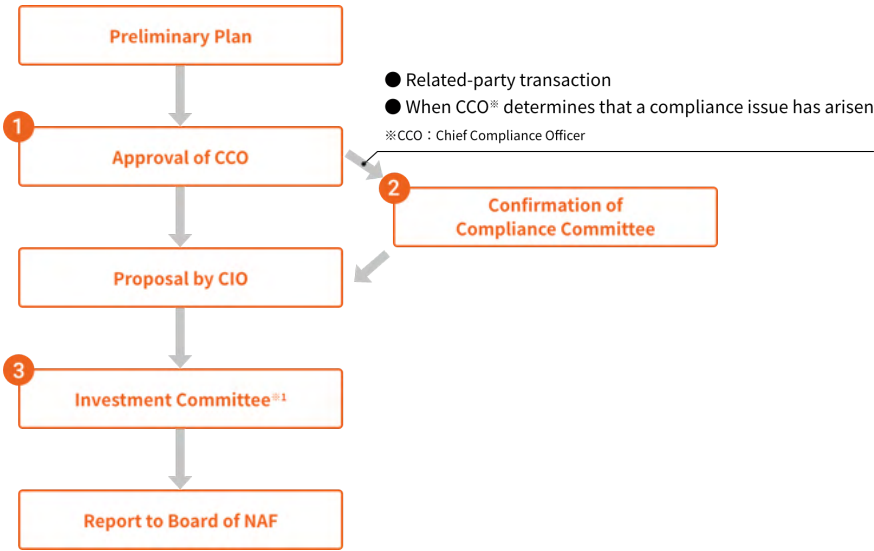 Preliminary Plan
● Related-party transaction
● When CCO※ determines that a compliance issue has arisen
※CCO：Chief Compliance Officer
1
Approval of CCO
2
Confirmation of
Compliance Committee
Proposal by CIO
3
Investment Committee※1
Report to Board of NAF